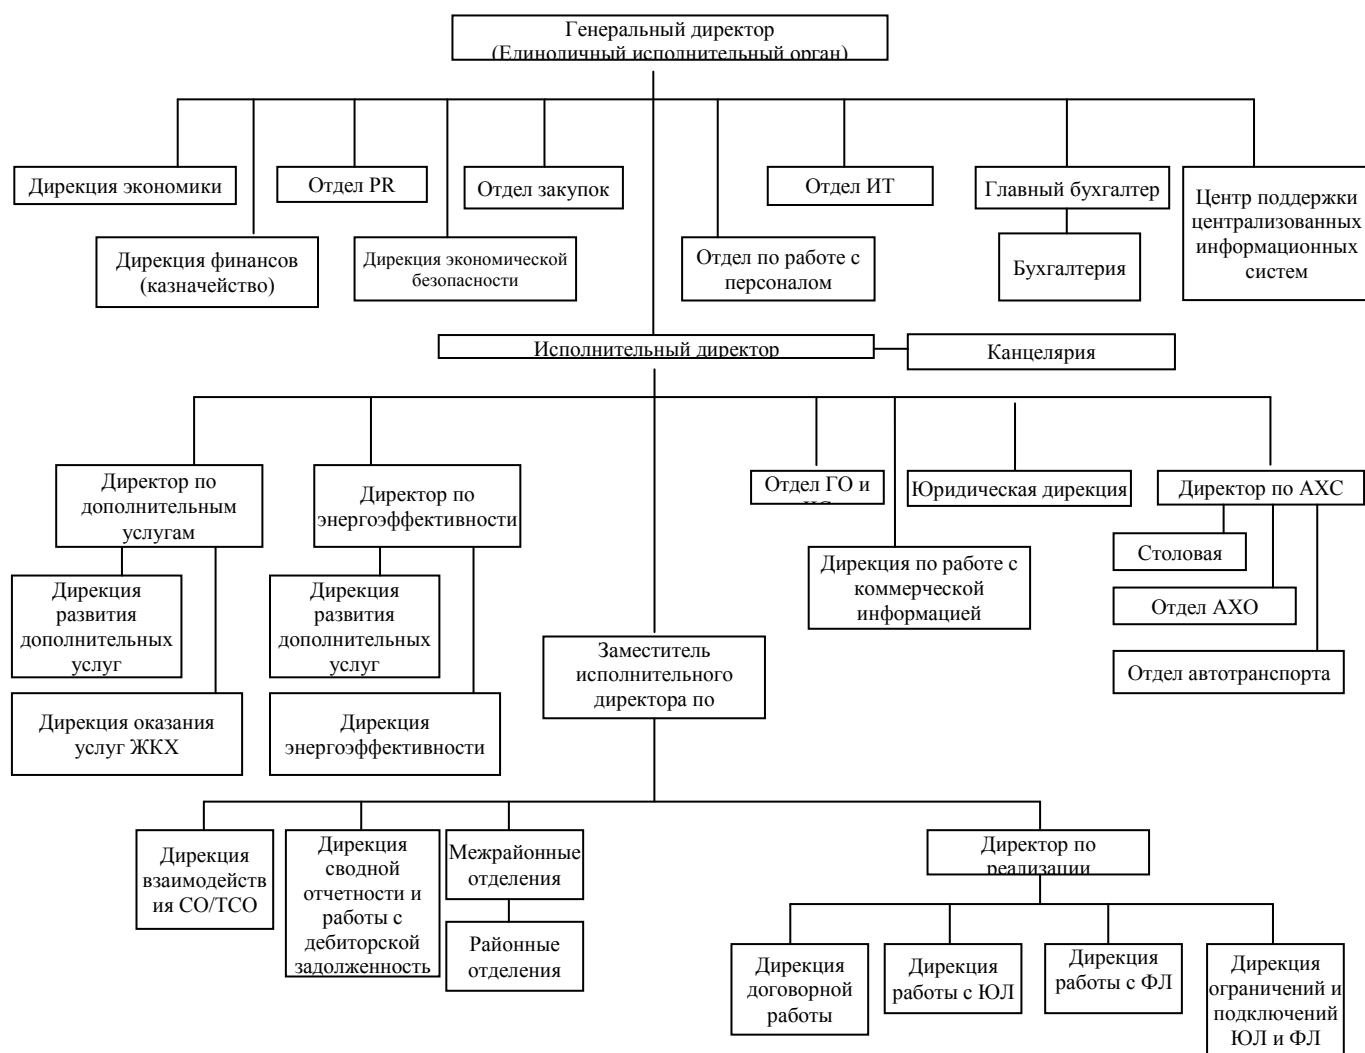 Генеральный директор
(Единоличный исполнительный орган)
Дирекция экономики
Отдел PR
Отдел закупок
Отдел ИТ
Главный бухгалтер
Центр поддержки
централизованных
информационных
систем
Дирекция финансов
(казначейство)
Дирекция экономической
безопасности
Отдел по работе с
персоналом
Бухгалтерия
Исполнительный директор
Канцелярия
Директор по
дополнительным
услугам
Директор по
энергоэффективности
Отдел ГО и
Юридическая дирекция
Директор по АХС
Столовая
Отдел АХО
Отдел автотранспорта
Дирекция по работе с
коммерческой
информацией
Дирекция
развития
дополнительных
услуг
Дирекция
развития
дополнительных
услуг
Дирекция оказания
услуг ЖКХ
Дирекция
энергоэффективности
Заместитель
исполнительного
директора по
Дирекция
взаимодейств
ия СО/ТСО
Дирекция
сводной
отчетности и
работы с
дебиторской
задолженность
Межрайонные
отделения
Районные
отделения
Директор по
реализации
Дирекция
договорной
работы
Дирекция
работы с ЮЛ
Дирекция
работы с ФЛ
Дирекция
ограничений и
подключений
ЮЛ и ФЛ